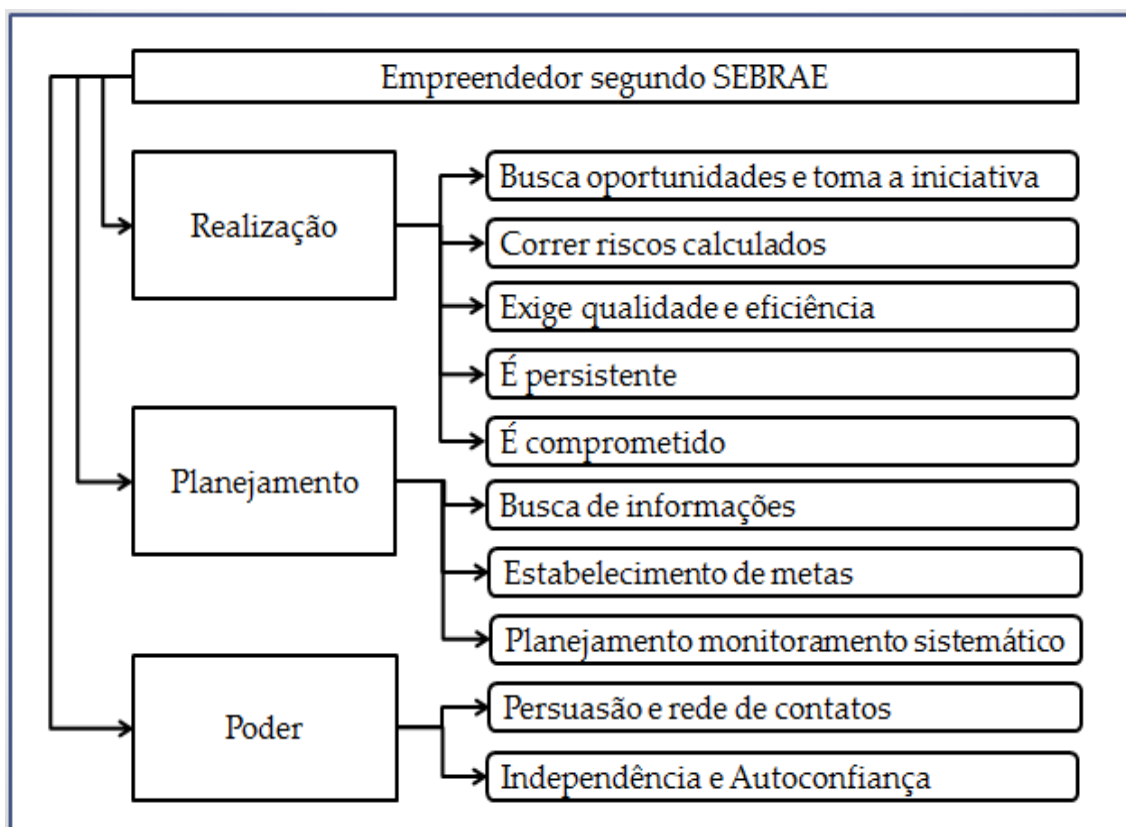 Empreendedor segundo SEBRAE
Realização
Busca oportunidades e toma a iniciativa
Correr riscos calculados
Exige qualidade e eficiência
É persistente
É comprometido
Planejamento
Busca de informações
Estabelecimento de metas
Planejamento monitoramento sistemático
Poder
Persuasão e rede de contatos
Independência e Autoconfiança